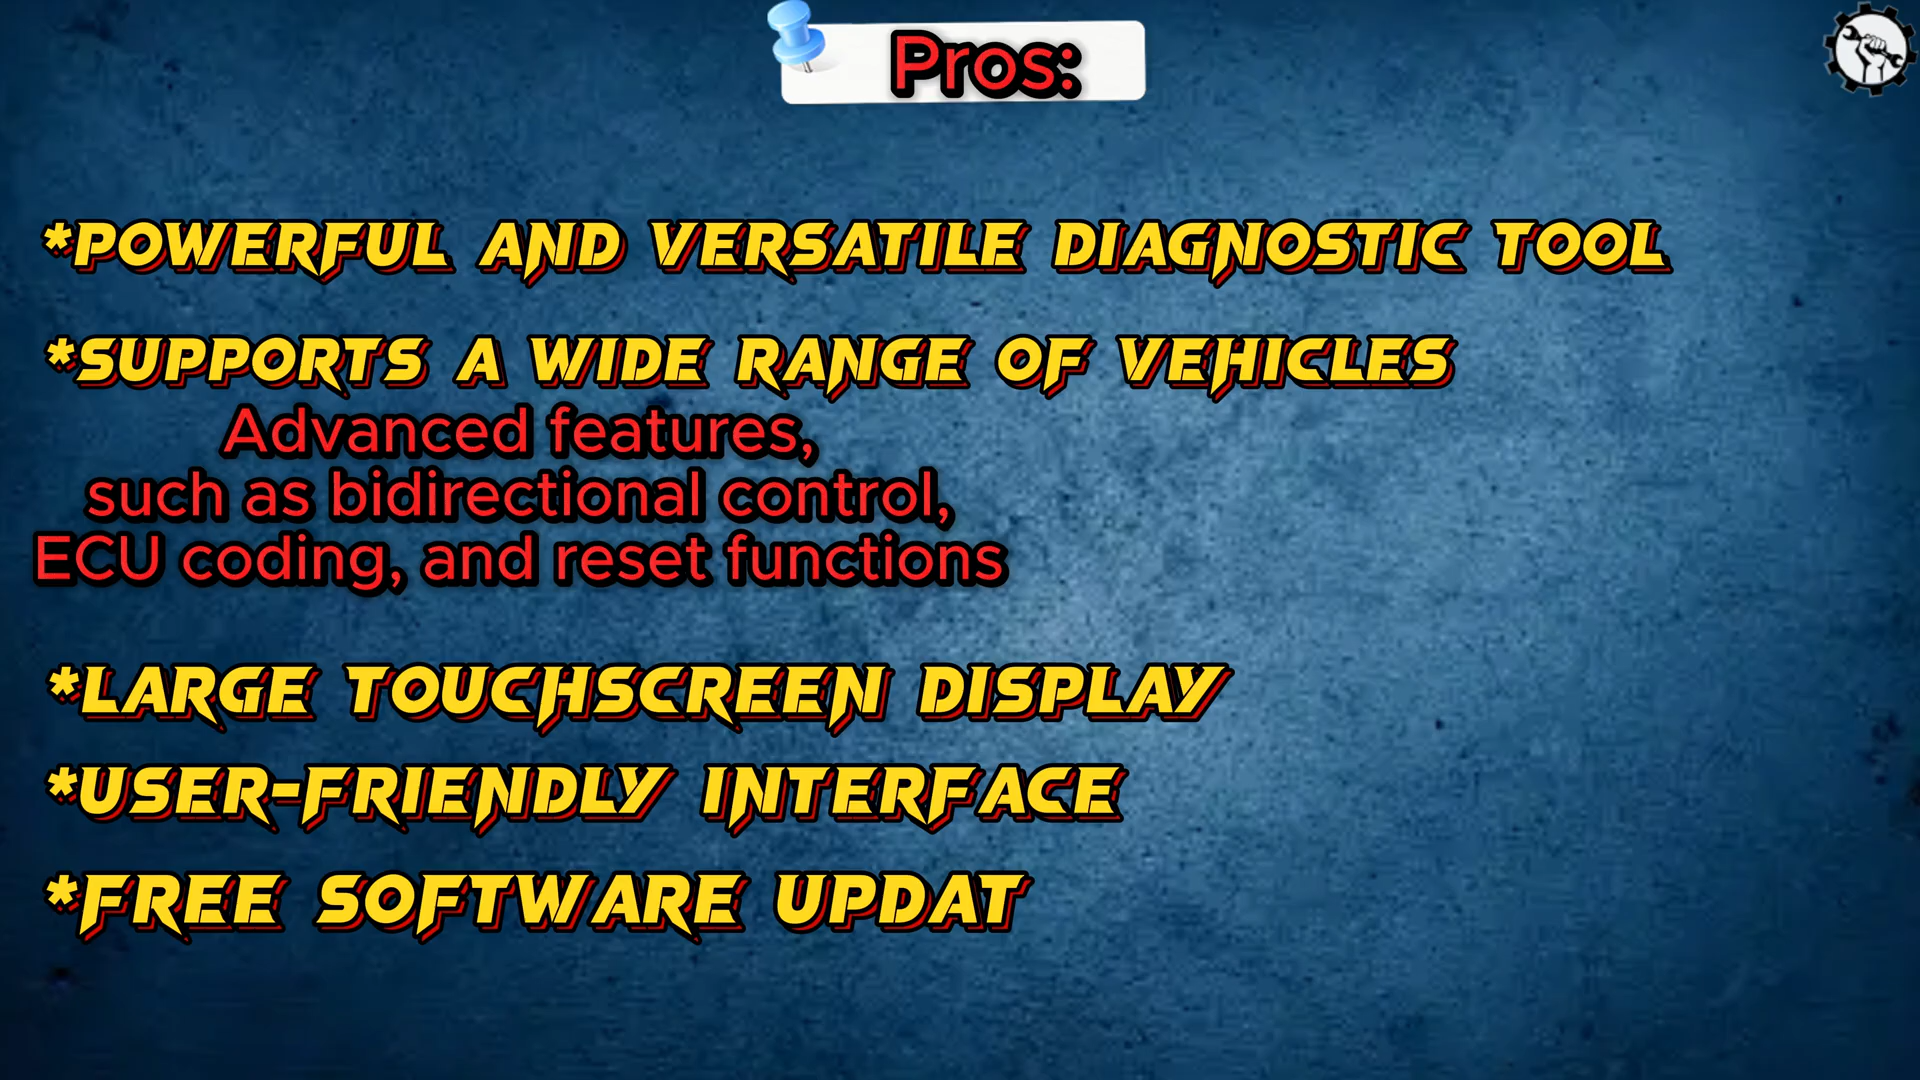 Pros:
*POWERFUL AND VERSATILE DIAGNOSTIC TOOL
*SUPPORTS A WIDE RANGE OF VEHICLES
Advanced features,
such as bidirectional control,
ECU coding, and reset functions
*LARGE TOUCHSCREEN DISPLAY
*USER-FRIENDLY INTERFACE
*FREE SOFTWARE UPDAT